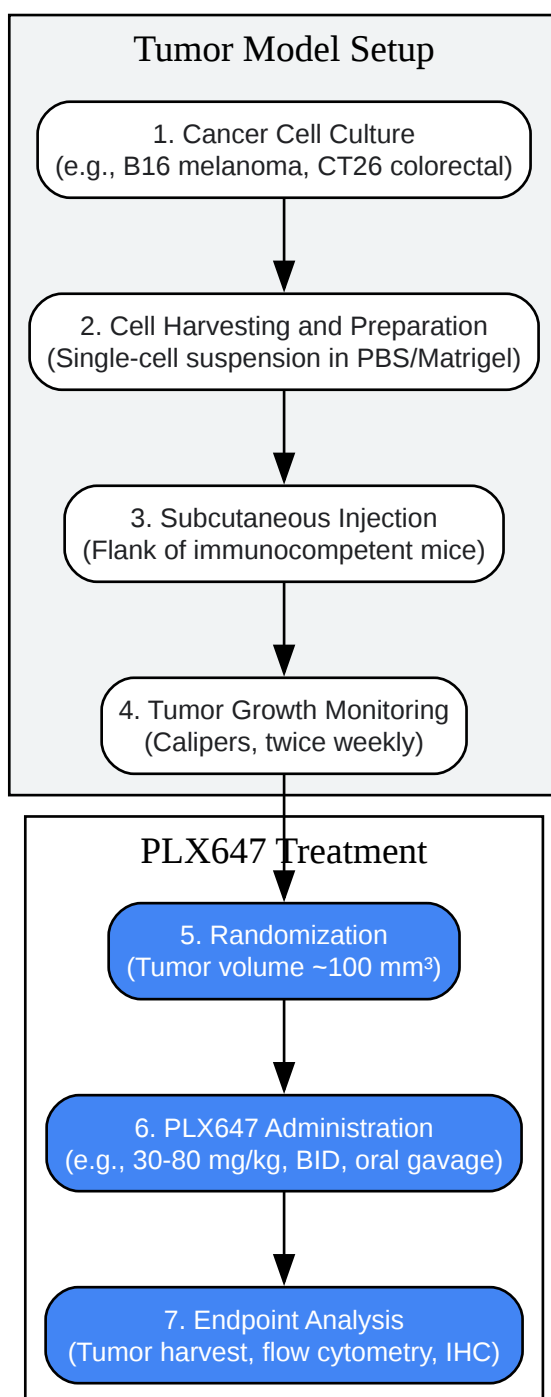 Tumor Model Setup
1. Cancer Cell Culture
(e.g., B16 melanoma, CT26 colorectal)
2. Cell Harvesting and Preparation
(Single-cell suspension in PBS/Matrigel)
3. Subcutaneous Injection
(Flank of immunocompetent mice)
4. Tumor Growth Monitoring
(Calipers, twice weekly)
PLX647 Treatment
5. Randomization
(Tumor volume ~100 mm³)
6. PLX647 Administration
(e.g., 30-80 mg/kg, BID, oral gavage)
7. Endpoint Analysis
(Tumor harvest, flow cytometry, IHC)